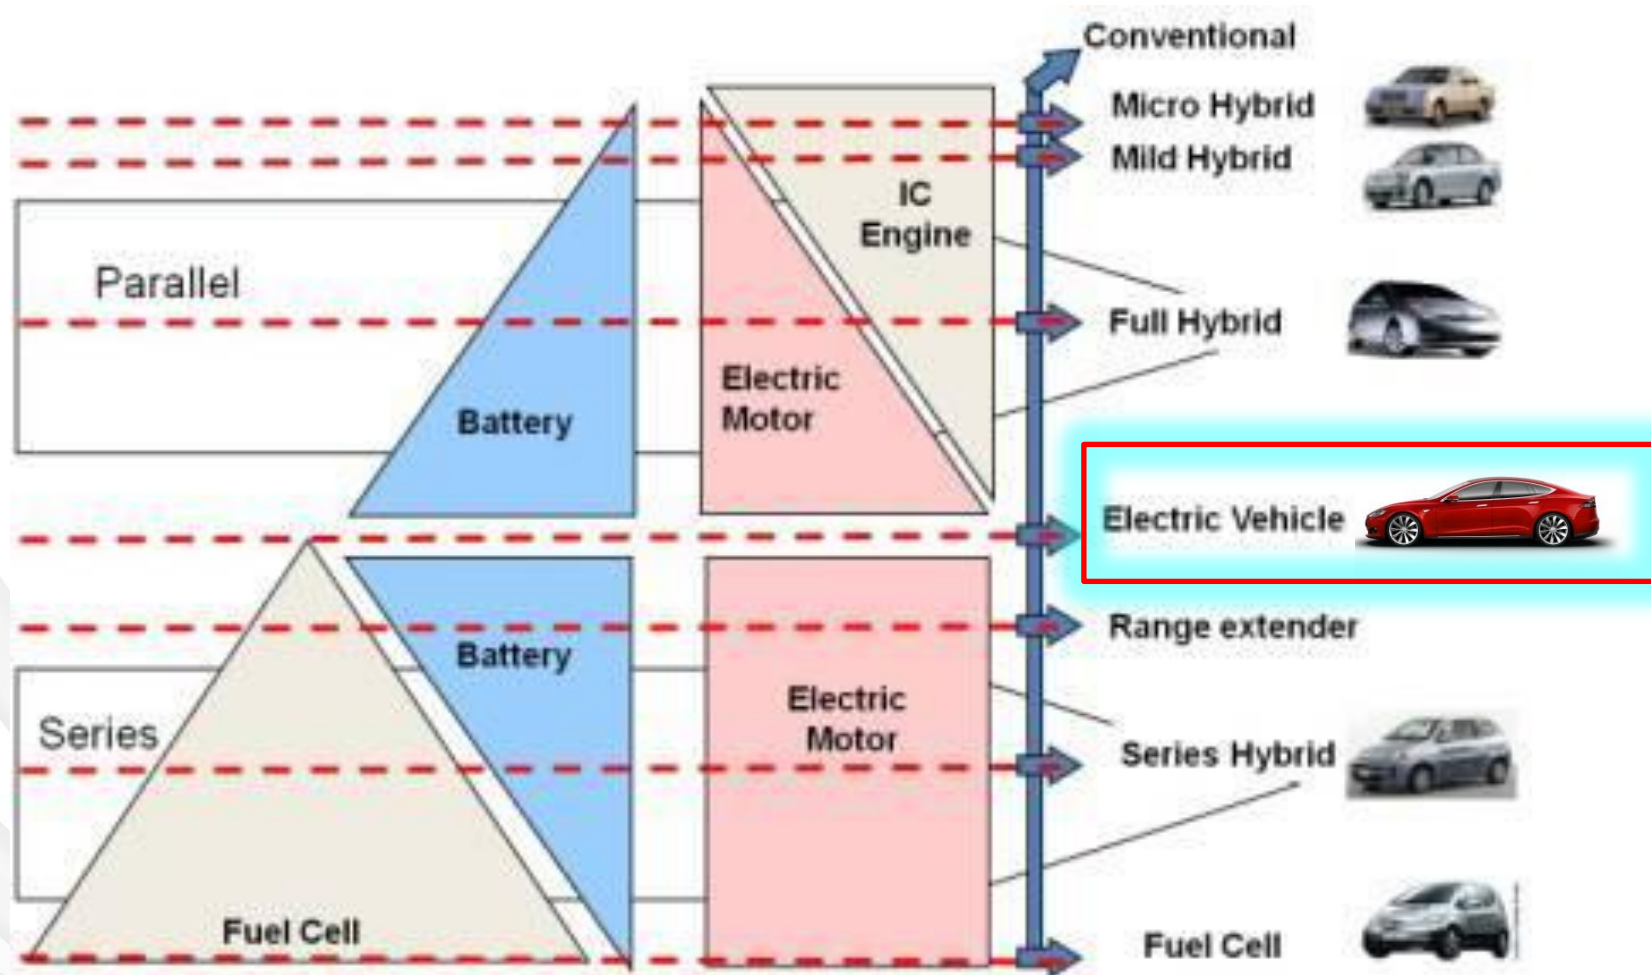 Conventional
Micro Hybrid
Mild Hybrid
IC
Engine
Parallel
Full Hybrid
Electric
Motor
Battery
Electric Vehicle
Range extender
Battery
Electric
Motor
Series
Series Hybrid
Fuel Cell
Fuel Cell